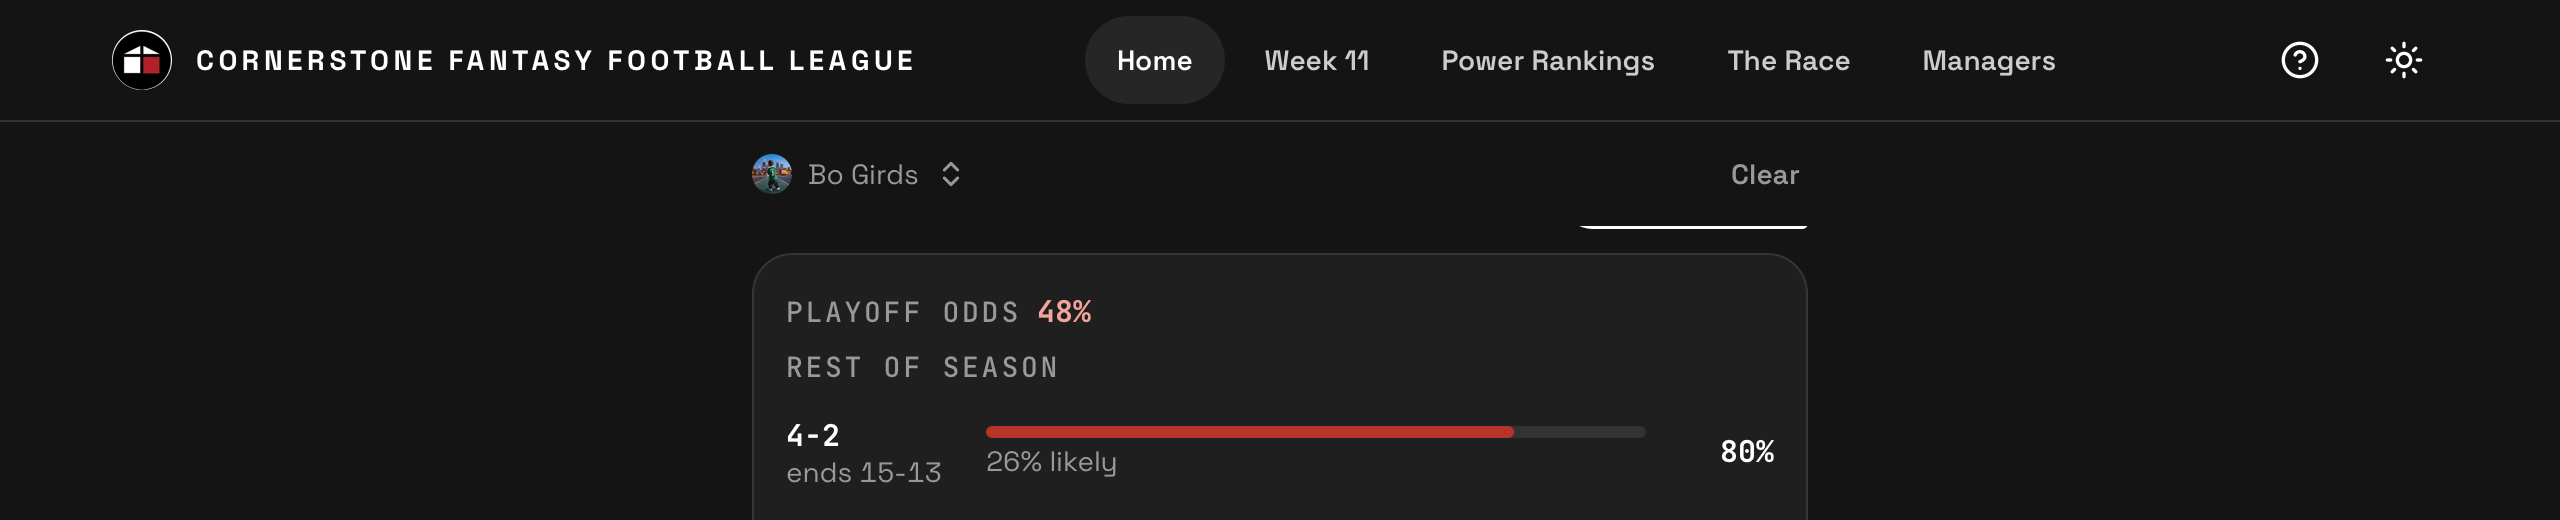 CORNERSTONE FANTASY FOOTBALL LEAGUE Home Week 11 Power Rankings The Race Managers
Bo Girds Clear
PLAYOFF ODDS 48%
REST OF SEASON
4-2
26% likely 80%
ends 15-13